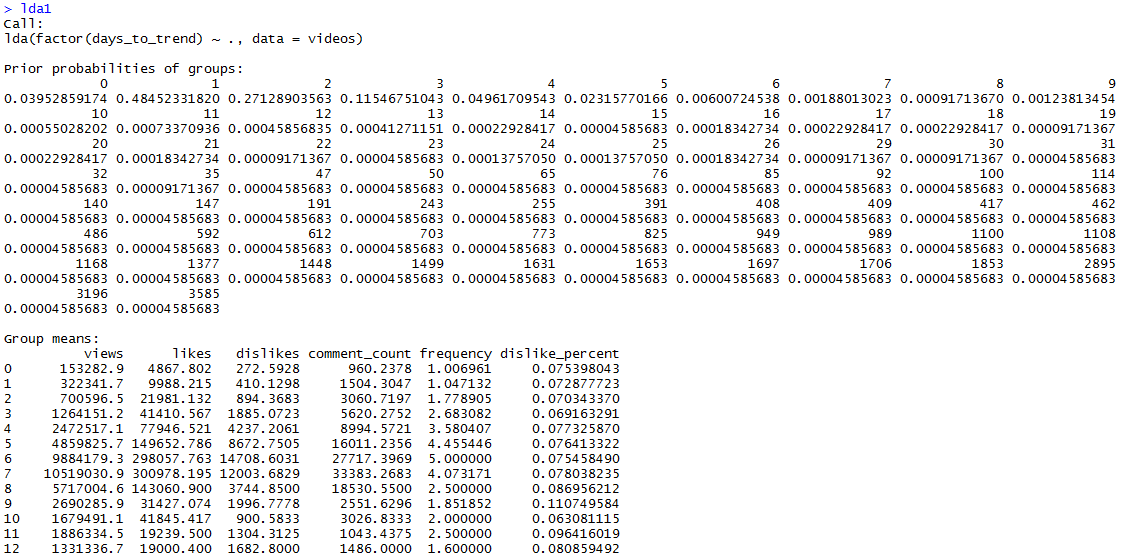 > lda1
Call:
lda(factor(days_to_trend) ~ ., data = videos)
Prior probabilities of groups:
0 1 2 3 4 5 6 7 8 9
0.03952859174 0.48452331820 0.27128903563 0.11546751043 0.04961709543 0.02315770166 0.00600724538 0.00188013023 0.00091713670 0.00123813454
10 11 12 13 14 15 16 17 18 19
0.00055028202 0.00073370936 0.00045856835 0.00041271151 0.00022928417 0.00004585683 0.00018342734 0.00022928417 0.00022928417 0.00009171367
20 21 22 23 24 25 26 29 30 31
0.00022928417 0.00018342734 0.00009171367 0.00004585683 0.00013757050 0.00013757050 0.00018342734 0.00009171367 0.00009171367 0.00004585683
32 35 47 50 65 76 85 92 100 114
0.00004585683 0.00009171367 0.00004585683 0.00004585683 0.00004585683 0.00004585683 0.00004585683 0.00004585683 0.00004585683 0.00004585683
140 147 191 243 255 391 408 409 417 462
0.00004585683 0.00004585683 0.00004585683 0.00004585683 0.00004585683 0.00004585683 0.00004585683 0.00004585683 0.00004585683 0.00004585683
486 592 612 703 773 825 949 989 1100 1108
0.00004585683 0.00004585683 0.00004585683 0.00004585683 0.00004585683 0.00004585683 0.00004585683 0.00004585683 0.00004585683 0.00004585683
1168 1377 1448 1499 1631 1653 1697 1706 1853 2895
0.00004585683 0.00004585683 0.00004585683 0.00004585683 0.00004585683 0.00004585683 0.00004585683 0.00004585683 0.00004585683 0.00004585683
3196 3585
0.00004585683 0.00004585683
Group means:
views likes dislikes comment_count frequency dislike_percent
0 153282.9 4867.802 272.5928 960.2378 1.006961 0.075398043
1 322341.7 9988.215 410.1298 1504.3047 1.047132 0.072877723
2 700596.5 21981.132 894.3683 3060.7197 1.778905 0.070343370
3 1264151.2 41410.567 1885.0723 5620.2752 2.683082 0.069163291
4 2472517.1 77946.521 4237.2061 8994.5721 3.580407 0.077325870
5 4859825.7 149652.786 8672.7505 16011.2356 4.455446 0.076413322
6 9884179.3 298057.763 14708.6031 27717.3969 5.000000 0.075458490
7 10519030.9 300978.195 12003.6829 33383.2683 4.073171 0.078038235
8 5717004.6 143060.900 3744.8500 18530.5500 2.500000 0.086956212
9 2690285.9 31427.074 1996.7778 2551.6296 1.851852 0.110749584
10 1679491.1 41845.417 900.5833 3026.8333 2.000000 0.063081115
11 1886334.5 19239.500 1304.3125 1043.4375 2.500000 0.096416019
12 1331336.7 19000.400 1682.8000 1486.0000 1.600000 0.080859492